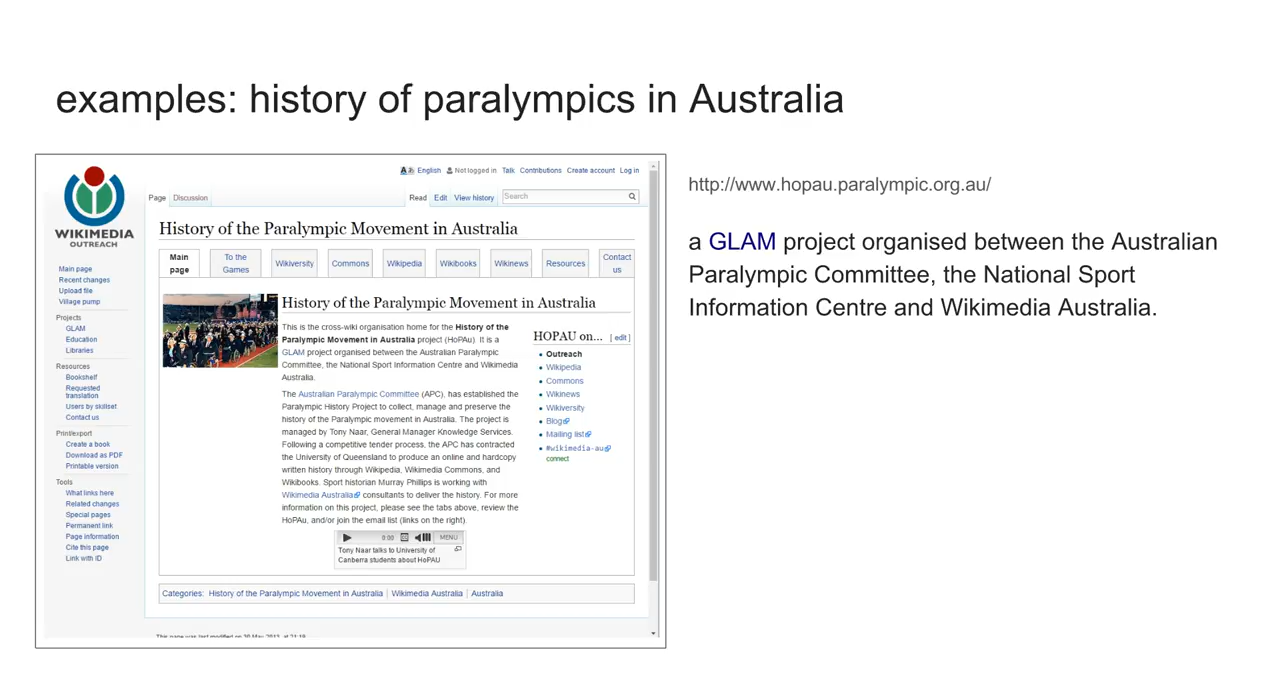 examples: history of paralympics in Australia
English Not logged in Talk Contributions Create account Log in
Page Discussion
Read Edit View history Search
WIKIMEDIA
OUTREACH
Main page
Recent changes
Upload file
Village pump
Projects
GLAM
Education
Libraries
Resources
Bookshelf
Requested
translation
Users by skillset
Contact us
Print/export
Create a book
Download as PDF
Printable version
Tools
What links here
Related changes
Special pages
Permanent link
Page information
Cite this page
Link with ID
History of the Paralympic Movement in Australia
Main page
To the Games
Wikiversity
Commons
Wikipedia
Wikibooks
Wikinews
Resources
Contact us
History of the Paralympic Movement in Australia
This is the cross-wiki organisation home for the History of the
Paralympic Movement in Australia project (HoPAu). It is a
GLAM project organised between the Australian Paralympic
Committee, the National Sport Information Centre and Wikimedia
Australia.
The Australian Paralympic Committee (APC), has established the
Paralympic History Project to collect, manage and preserve the
history of the Paralympic movement in Australia. The project is
managed by Tony Naar, General Manager Knowledge Services.
Following a competitive tender process, the APC has contracted
the University of Queensland to produce an online and hardcopy
written history through Wikipedia, Wikimedia Commons, and
Wikibooks. Sport historian Murray Phillips is working with
Wikimedia Australia consultants to deliver the history. For more
information on this project, please see the tabs above, review the
HoPAu, and/or join the email list (links on the right).
0:00 MENU
Tony Naar talks to University of
Canberra students about HoPAU
HOPAU on... [ edit ]
Outreach
Wikipedia
Commons
Wikinews
Wikiversity
Blog
Mailing list
#wikimedia-au
connect
Categories: History of the Paralympic Movement in Australia | Wikimedia Australia | Australia
This page was last modified on 30 May 2013, at 21:19
http://www.hopau.paralympic.org.au/
a GLAM project organised between the Australian
Paralympic Committee, the National Sport
Information Centre and Wikimedia Australia.